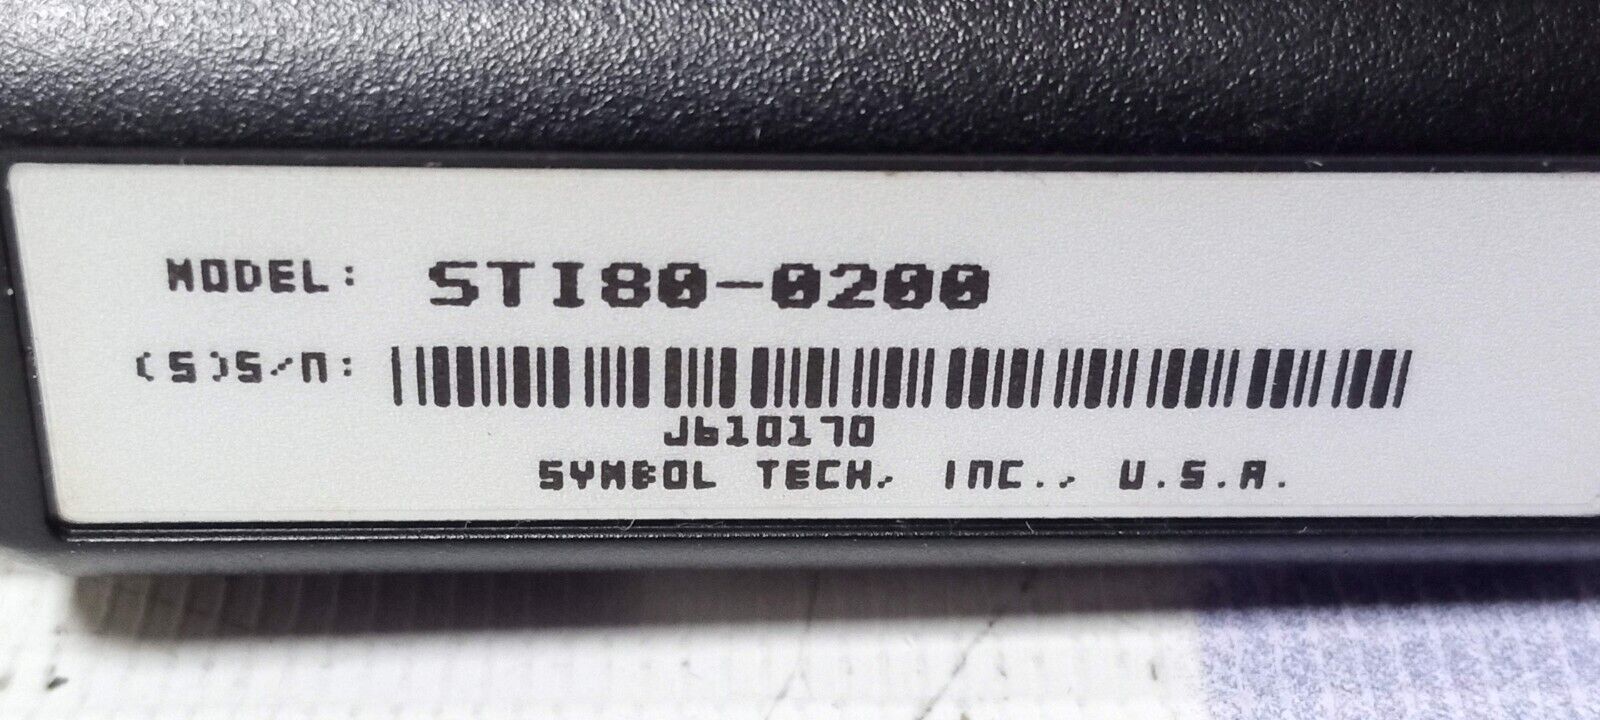 MODEL: STI80-0200
(S)S/N:
J610170
SYMBOL TECH, INC., U.S.A.